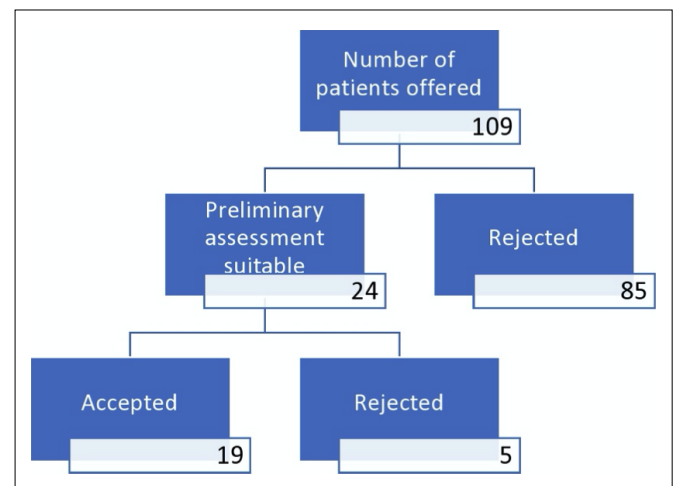 Number of
patients offered
109
Preliminary
assessment
suitable
24
Rejected
85
Accepted
19
Rejected
5